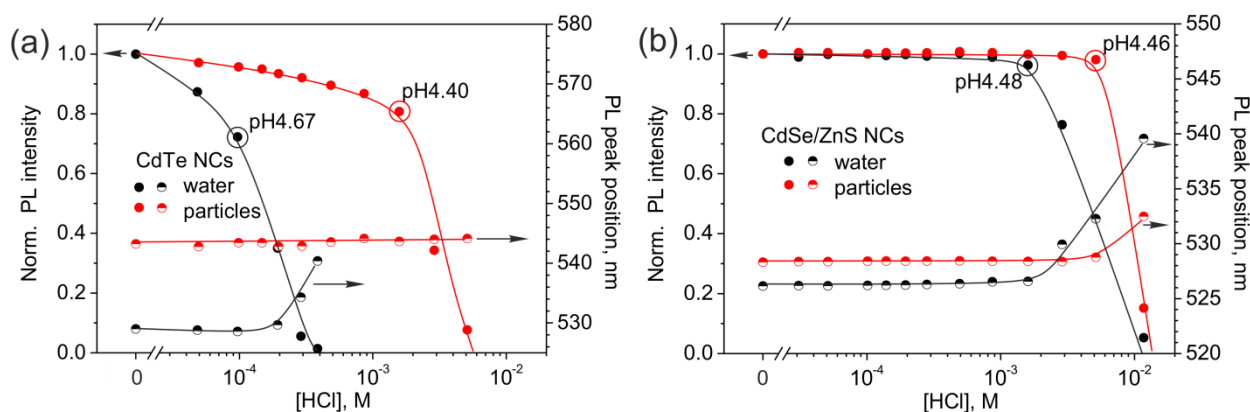 (a)
Norm. PL intensity
1.0
0.8
0.6
0.4
0.2
0.0
pH4.67
pH4.40
CdTe NCs
water
particles
580
570
560
550
540
530
PL peak position, nm
0
10⁻⁴
10⁻³
10⁻²
[HCl], M
(b)
Norm. PL intensity
1.0
0.8
0.6
0.4
0.2
0.0
pH4.48
pH4.46
CdSe/ZnS NCs
water
particles
550
545
540
535
530
525
520
PL peak position, nm
0
10⁻⁴
10⁻³
10⁻²
[HCl], M